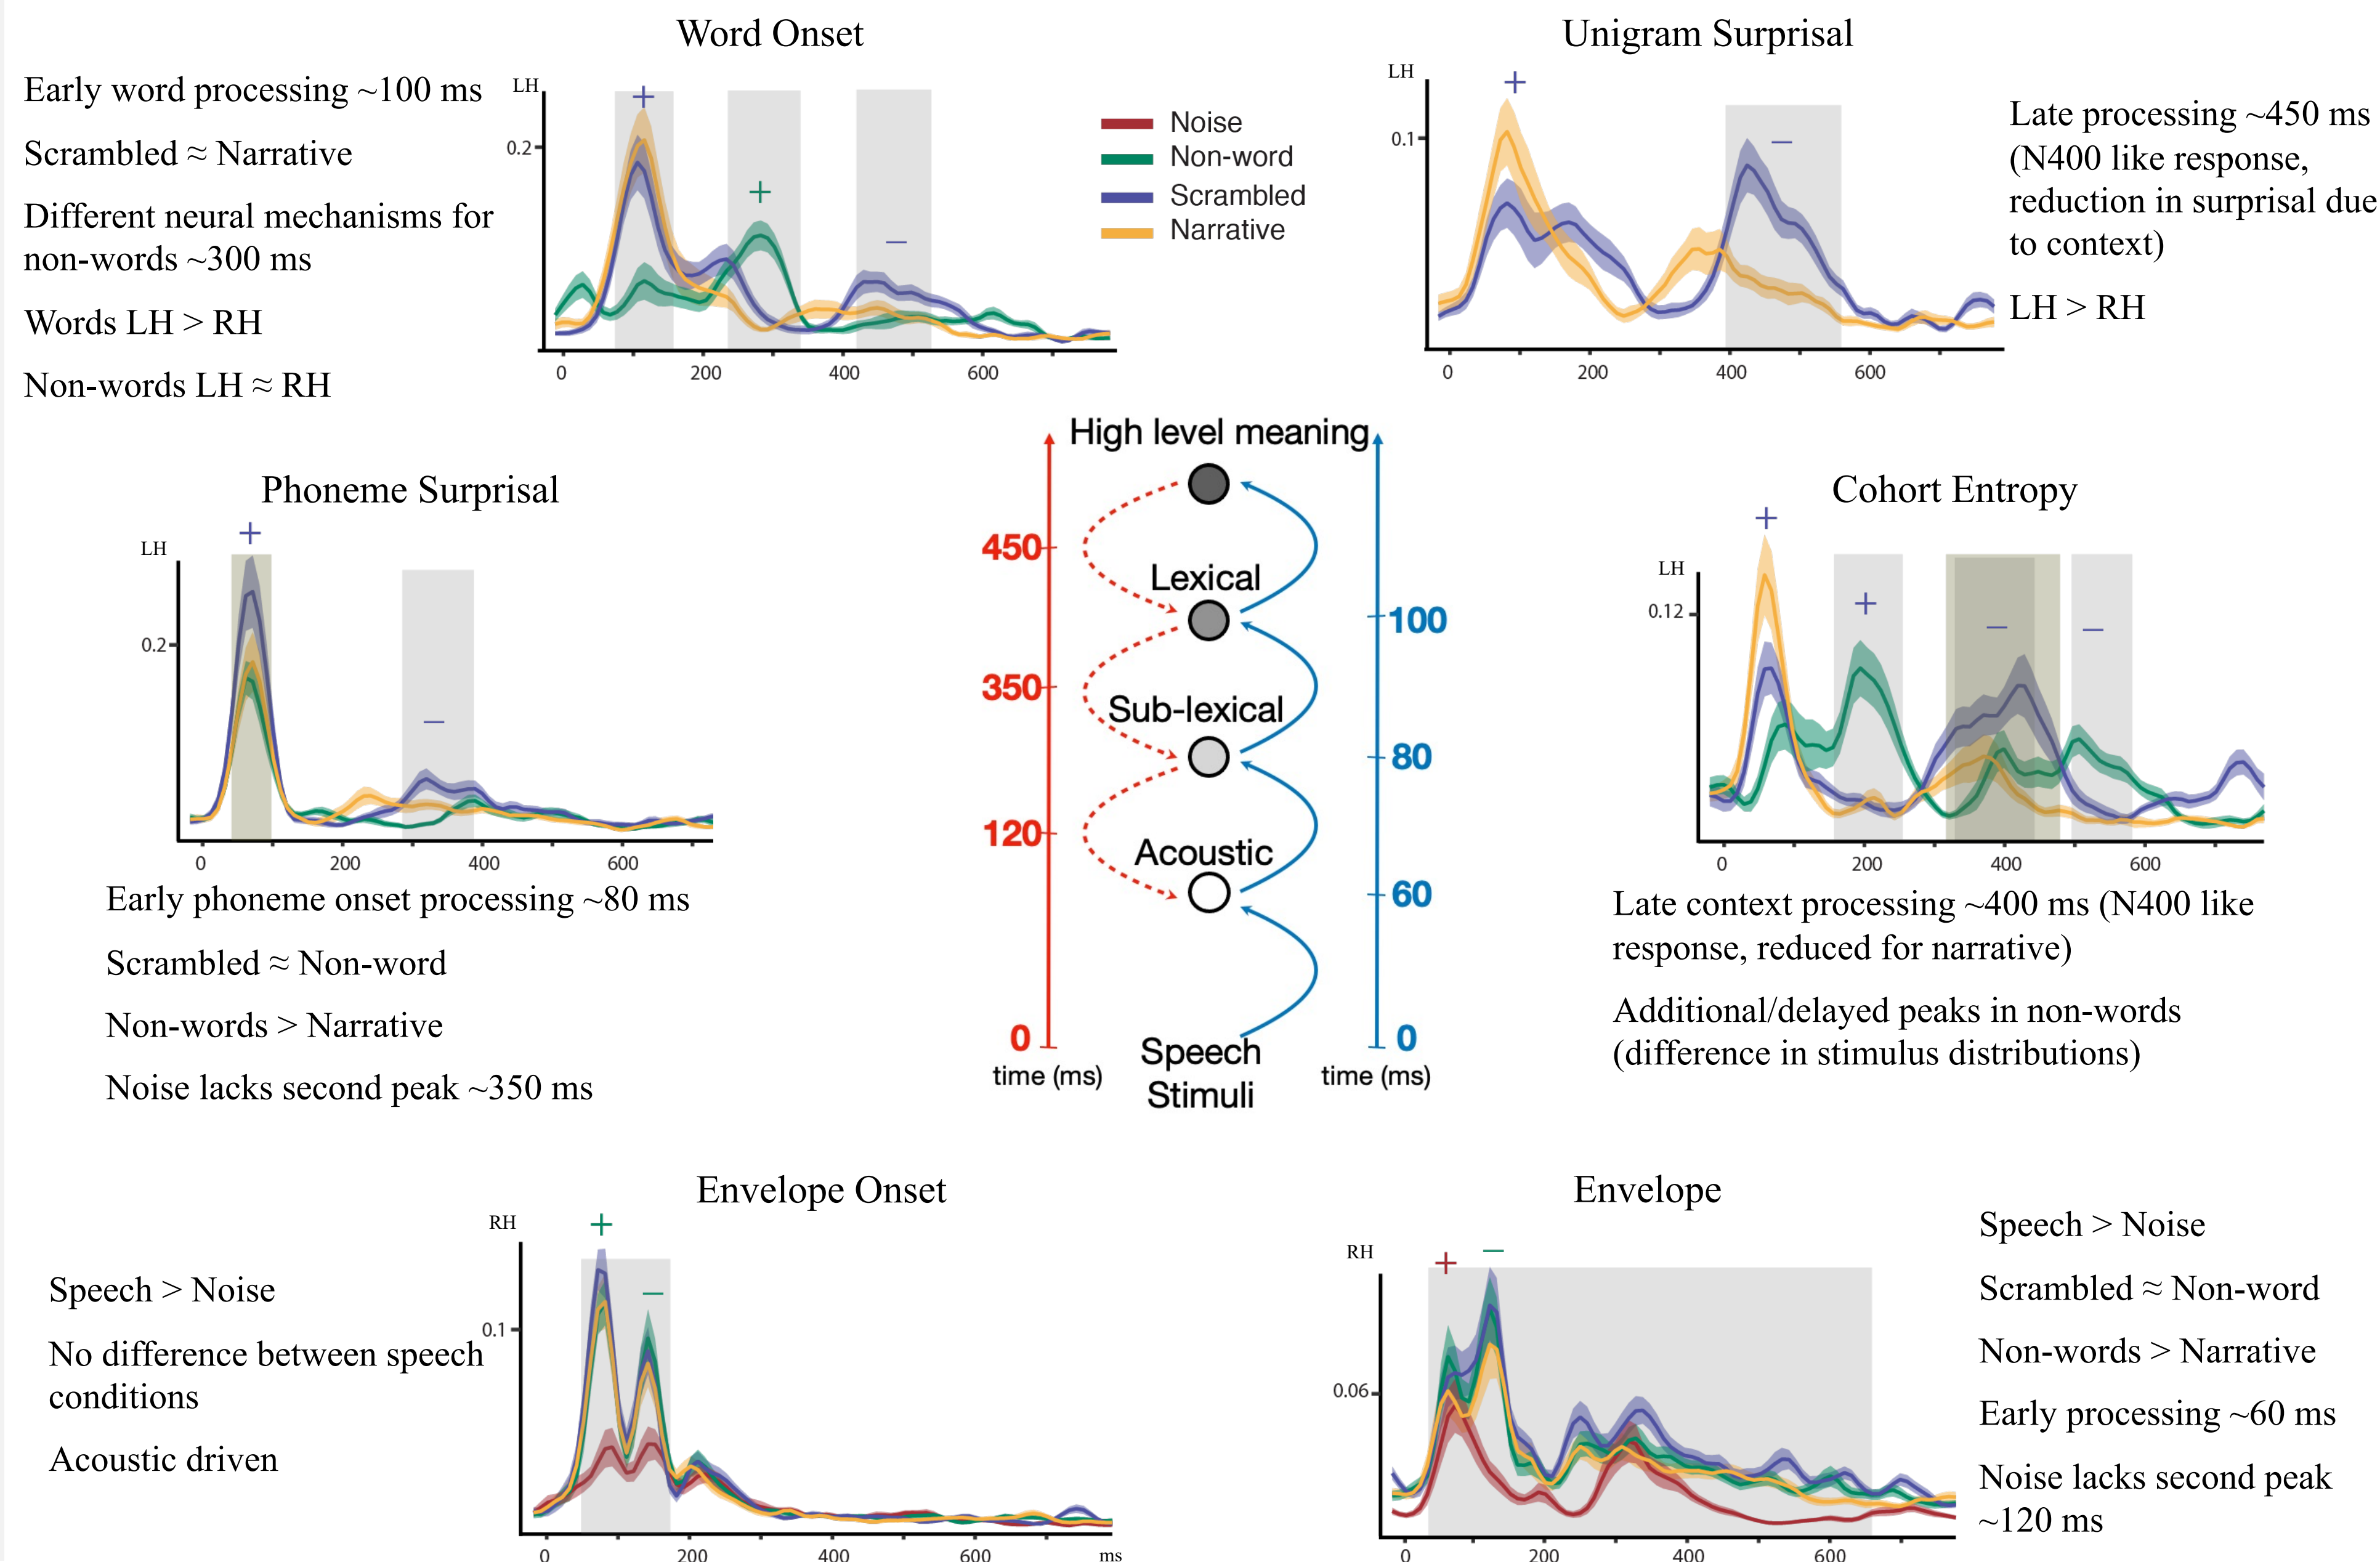 Word Onset
Early word processing ~100 ms
Scrambled ≈ Narrative
Different neural mechanisms for
non-words ~300 ms
Words LH > RH
Non-words LH ≈ RH
LH
0.2
+
+
−
0 200 400 600
Noise
Non-word
Scrambled
Narrative
Unigram Surprisal
LH
0.1
+
−
0 200 400 600
Late processing ~450 ms
(N400 like response,
reduction in surprisal due
to context)
LH > RH
Phoneme Surprisal
LH
0.2
+
−
0 200 400 600
Early phoneme onset processing ~80 ms
Scrambled ≈ Non-word
Non-words > Narrative
Noise lacks second peak ~350 ms
High level meaning
450
Lexical
100
350
Sub-lexical
80
120
Acoustic
60
0
0
time (ms)
Speech
Stimuli
time (ms)
Cohort Entropy
LH
0.12
+
+
−
−
0 200 400 600
Late context processing ~400 ms (N400 like
response, reduced for narrative)
Additional/delayed peaks in non-words
(difference in stimulus distributions)
Envelope Onset
RH
0.1
+
−
0 200 400 600 ms
Speech > Noise
No difference between speech
conditions
Acoustic driven
Envelope
RH
0.06
+
−
0 200 400 600
Speech > Noise
Scrambled ≈ Non-word
Non-words > Narrative
Early processing ~60 ms
Noise lacks second peak
~120 ms